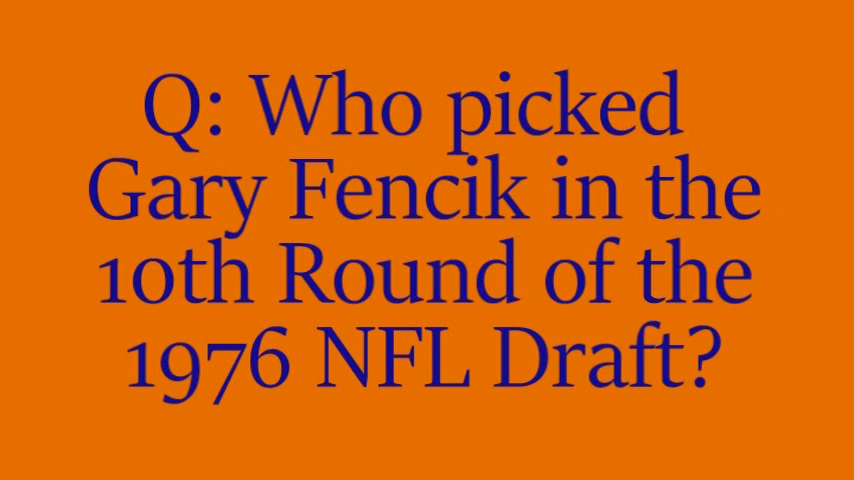 Q: Who picked
Gary Fencik in the
10th Round of the
1976 NFL Draft?